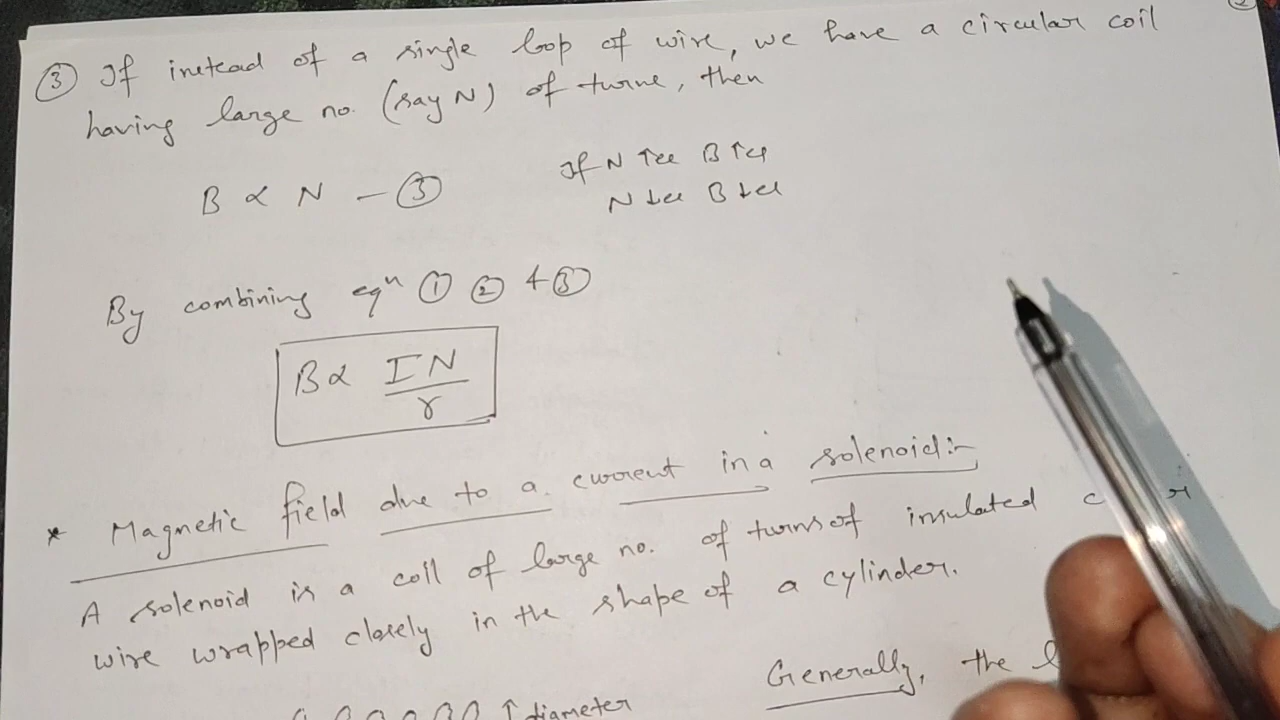 ③ If instead of a single loop of wire, we have a circular coil
having large no. (say N) of turns, then
B ∝ N - ③
If N ↑es B ↑es
N ↓es B ↓es
By combining eqn ① ② & ③
B ∝ IN/r
* Magnetic field due to a current in a solenoid:-
A solenoid is a coil of large no. of turns of insulated
wire wrapped closely in the shape of a cylinder.
Generally, the
↑ diameter